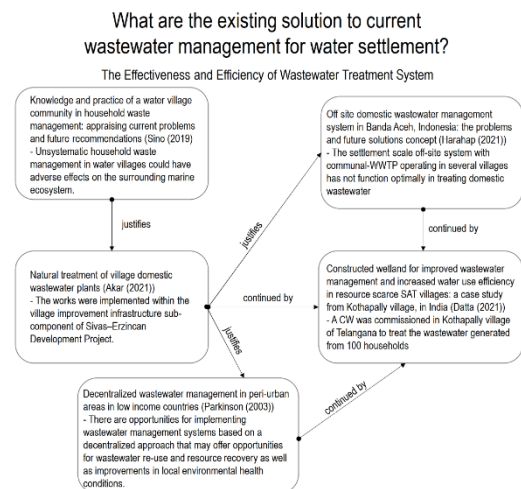 What are the existing solution to current
wastewater management for water settlement?
The Effectiveness and Efficiency of Wastewater Treatment System
Knowledge and practice of a water village
community in household waste
management: appraising current problems
and future recommendations (Sino (2019)
- Unsystematic household waste
management in water villages could have
adverse effects on the surrounding marine
ecosystem.
Off site domestic wastewater management
system in Banda Aceh, Indonesia: the problems
and future solutions concept (Harahap (2021))
- The settlement scale off-site system with
communal-WWTP operating in several villages
has not function optimally in treating domestic
wastewater
justifies
justifies
continued by
Natural treatment of village domestic
wastewater plants (Akar (2021))
- The works were implemented within the
village improvement infrastructure sub-
component of Sivas–Erzincan
Development Project.
continued by
Constructed wetland for improved wastewater
management and increased water use efficiency
in resource scarce SAT villages: a case study
from Kothapally village, in India (Datta (2021))
- A CW was commissioned in Kothapally village
of Telangana to treat the wastewater generated
from 100 households
justifies
continued by
Decentralized wastewater management in peri-urban
areas in low income countries (Parkinson (2003))
- There are opportunities for implementing
wastewater management systems based on a
decentralized approach that may offer opportunities
for wastewater re-use and resource recovery as well
as improvements in local environmental health
conditions.